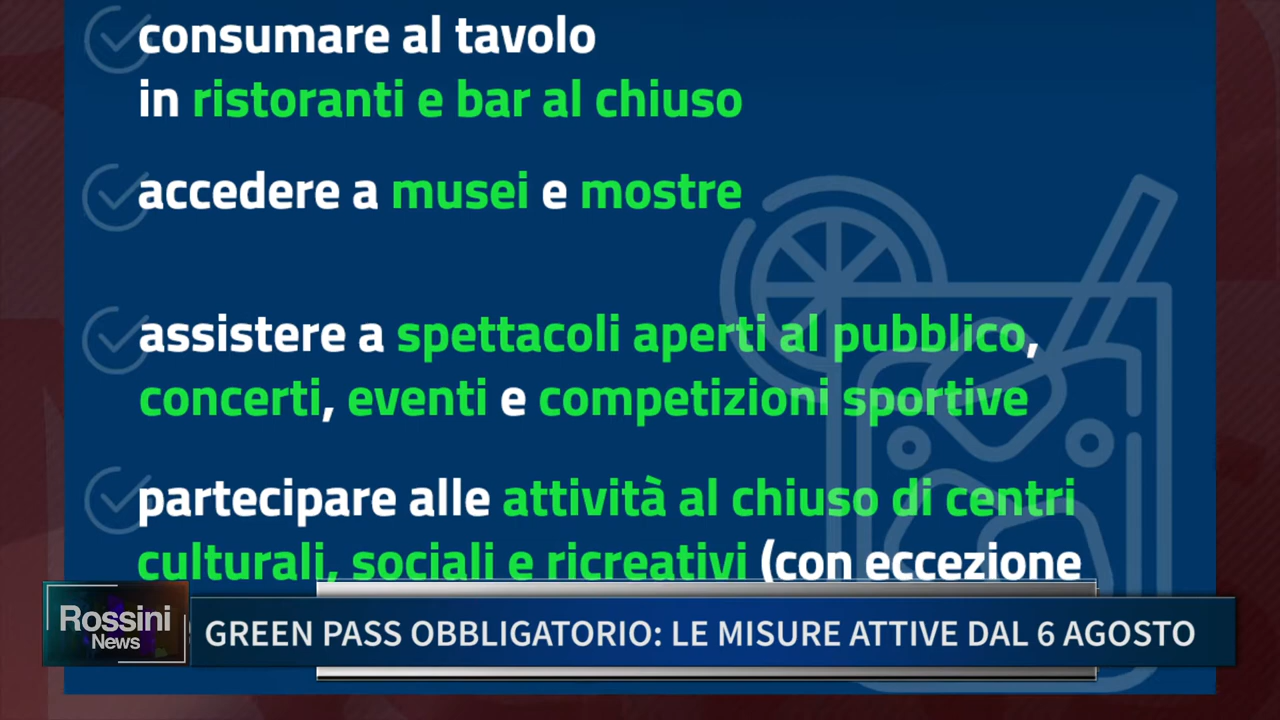 consumare al tavolo
in ristoranti e bar al chiuso
accedere a musei e mostre
assistere a spettacoli aperti al pubblico,
concerti, eventi e competizioni sportive
partecipare alle attività al chiuso di centri
culturali, sociali e ricreativi (con eccezione
Rossini
News
GREEN PASS OBBLIGATORIO: LE MISURE ATTIVE DAL 6 AGOSTO